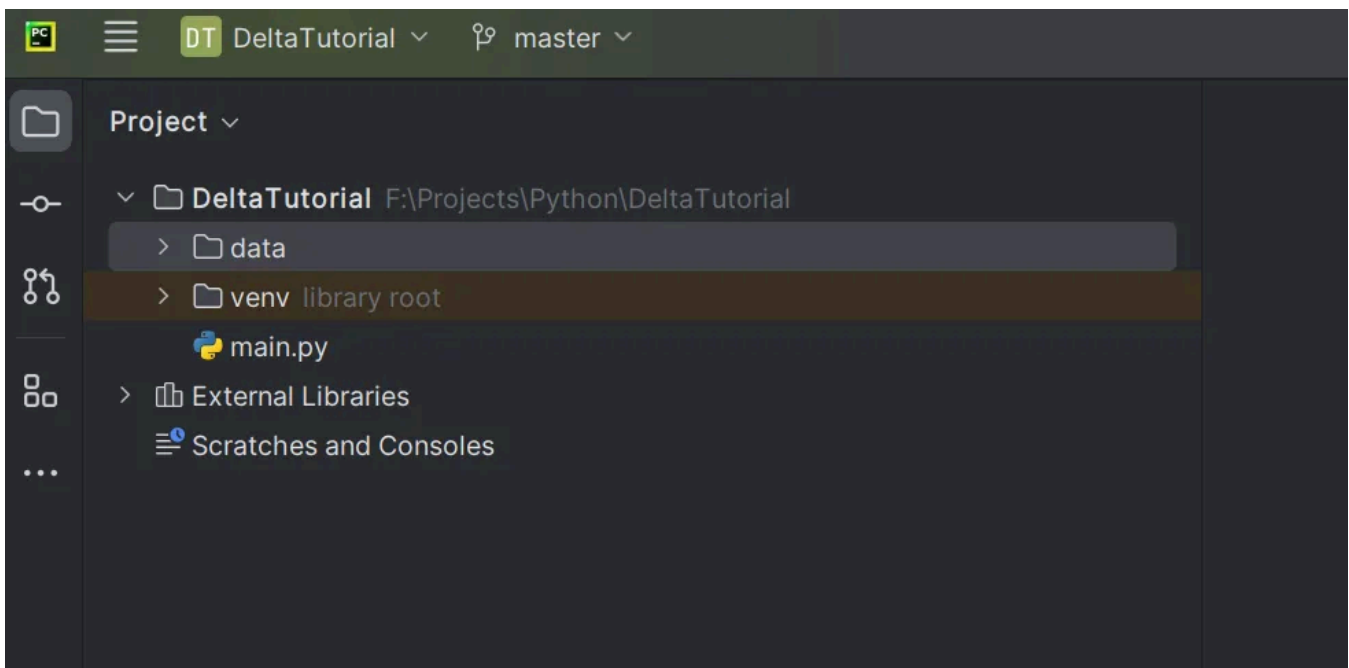 PC DT DeltaTutorial master
Project
DeltaTutorial F:\Projects\Python\DeltaTutorial
data
venv library root
main.py
External Libraries
Scratches and Consoles